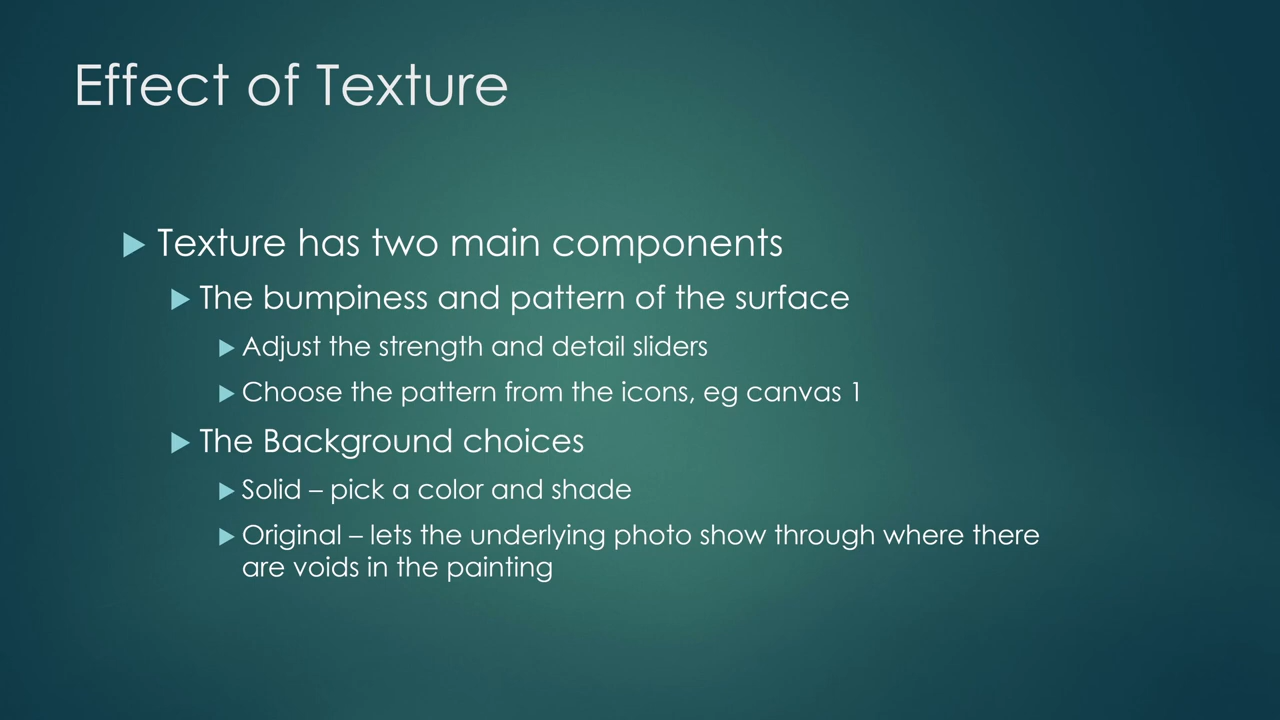 Effect of Texture
Texture has two main components
The bumpiness and pattern of the surface
Adjust the strength and detail sliders
Choose the pattern from the icons, eg canvas 1
The Background choices
Solid – pick a color and shade
Original – lets the underlying photo show through where there
are voids in the painting